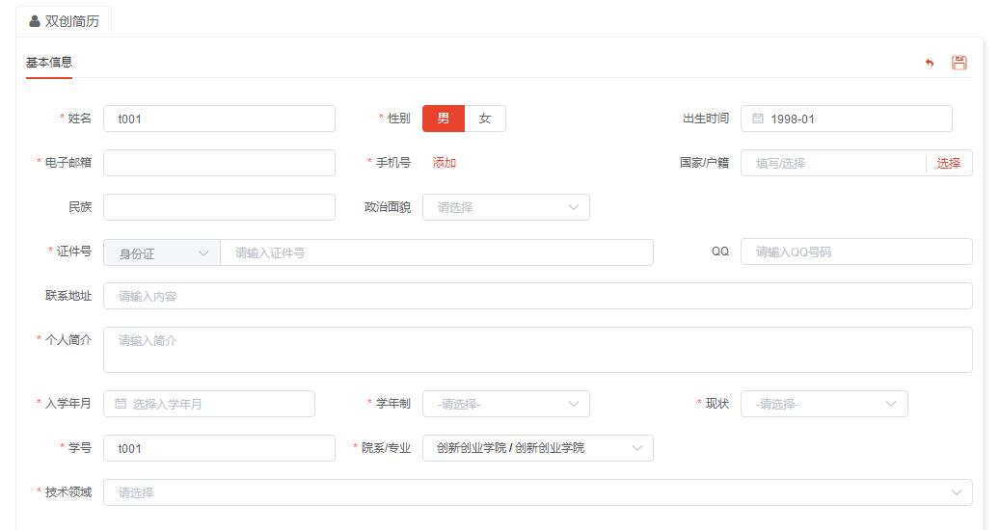 双创简历
基本信息
* 姓名 t001 * 性别 男 女 出生时间 1998-01
* 电子邮箱 * 手机号 添加 国家/户籍 填写/选择 选择
民族 政治面貌 请选择
* 证件号 身份证 请输入证件号 QQ 请输入QQ号码
联系地址 请输入内容
* 个人简介 请输入简介
* 入学年月 选择入学年月 * 学年制 -请选择- * 现状 -请选择-
* 学号 t001 * 院系/专业 创新创业学院 / 创新创业学院
* 技术领域 请选择